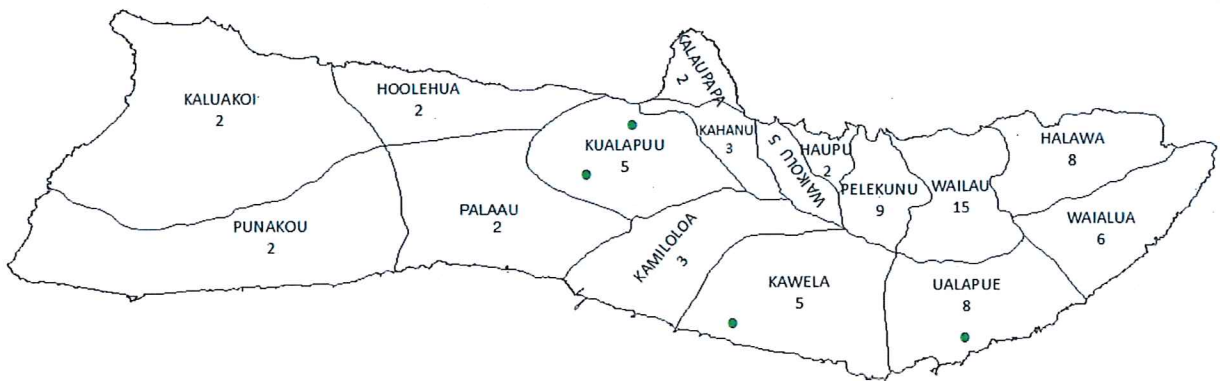 KALUAKOI
2
HOOLEHUA
2
KALAUPAPA
2
KUALAPUU
5
KAHANU
3
WAIKOLU 5
HAUPU
2
PELEKUNU
9
WAILAU
15
HALAWA
8
WAIALUA
6
PUNAKOU
2
PALAAU
2
KAMILOLOA
3
KAWELA
5
UALAPUE
8